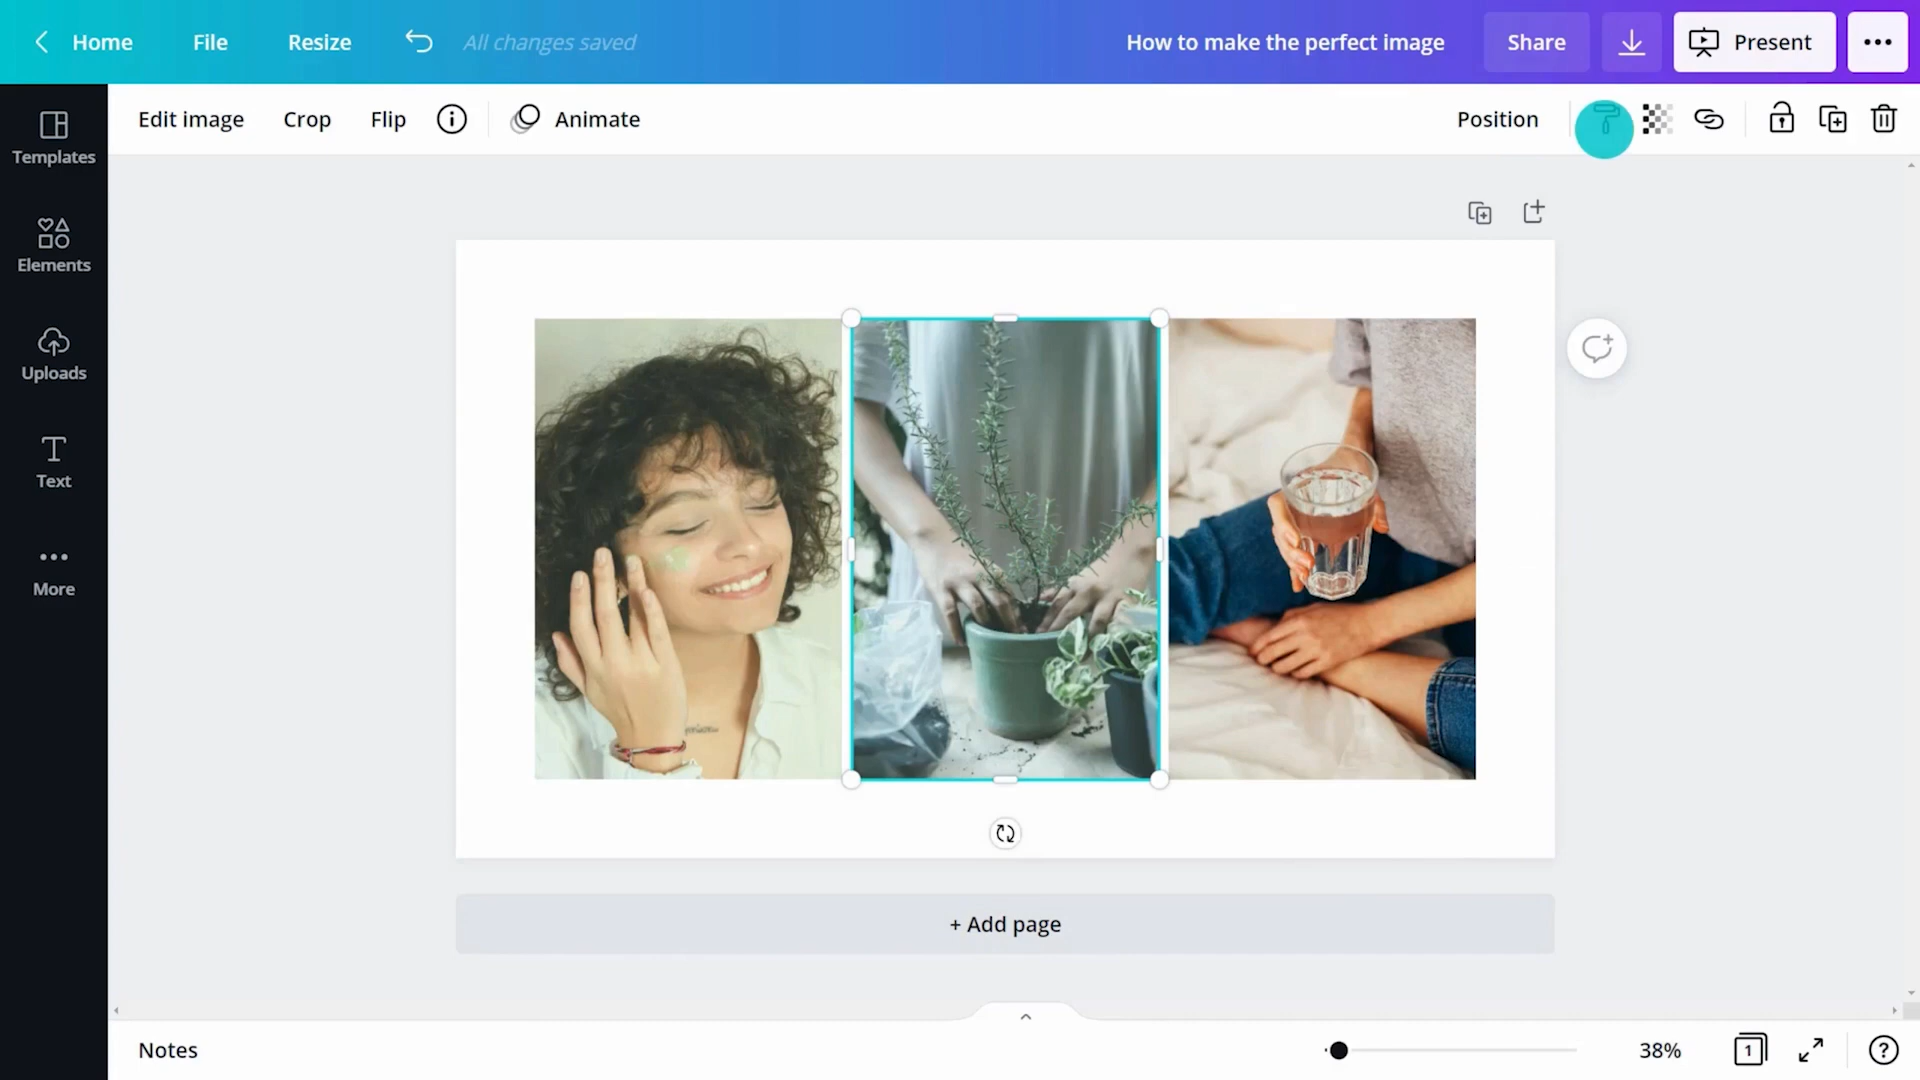 Home
File
Resize
All changes saved
How to make the perfect image
Share
Present
Edit image
Crop
Flip
Animate
Position
Templates
Elements
Uploads
Text
More
+ Add page
Notes
38%
1